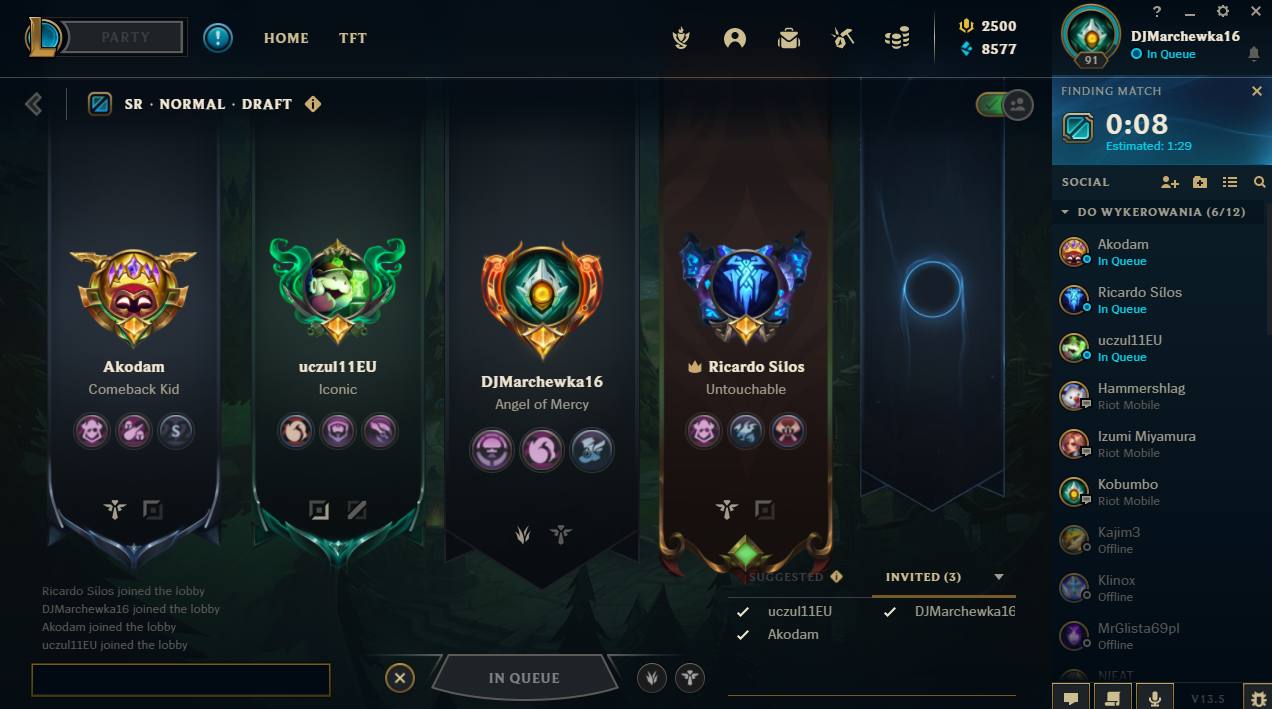 PARTY
HOME
TFT
2500
8577
91
DJMarchewka16
In Queue
SR · NORMAL · DRAFT
FINDING MATCH
0:08
Estimated: 1:29
SOCIAL
DO WYKEROWANIA (6/12)
Akodam
In Queue
Ricardo Sílos
In Queue
uczul11EU
In Queue
Hammershlag
Riot Mobile
Izumi Miyamura
Riot Mobile
Kobumbo
Riot Mobile
Kajim3
Offline
Klinox
Offline
MrGlista69pl
Offline
Akodam
Comeback Kid
uczul11EU
Iconic
DJMarchewka16
Angel of Mercy
Ricardo Sílos
Untouchable
Ricardo Sílos joined the lobby
DJMarchewka16 joined the lobby
Akodam joined the lobby
uczul11EU joined the lobby
SUGGESTED
INVITED (3)
uczul11EU
DJMarchewka16
Akodam
IN QUEUE
V13.5